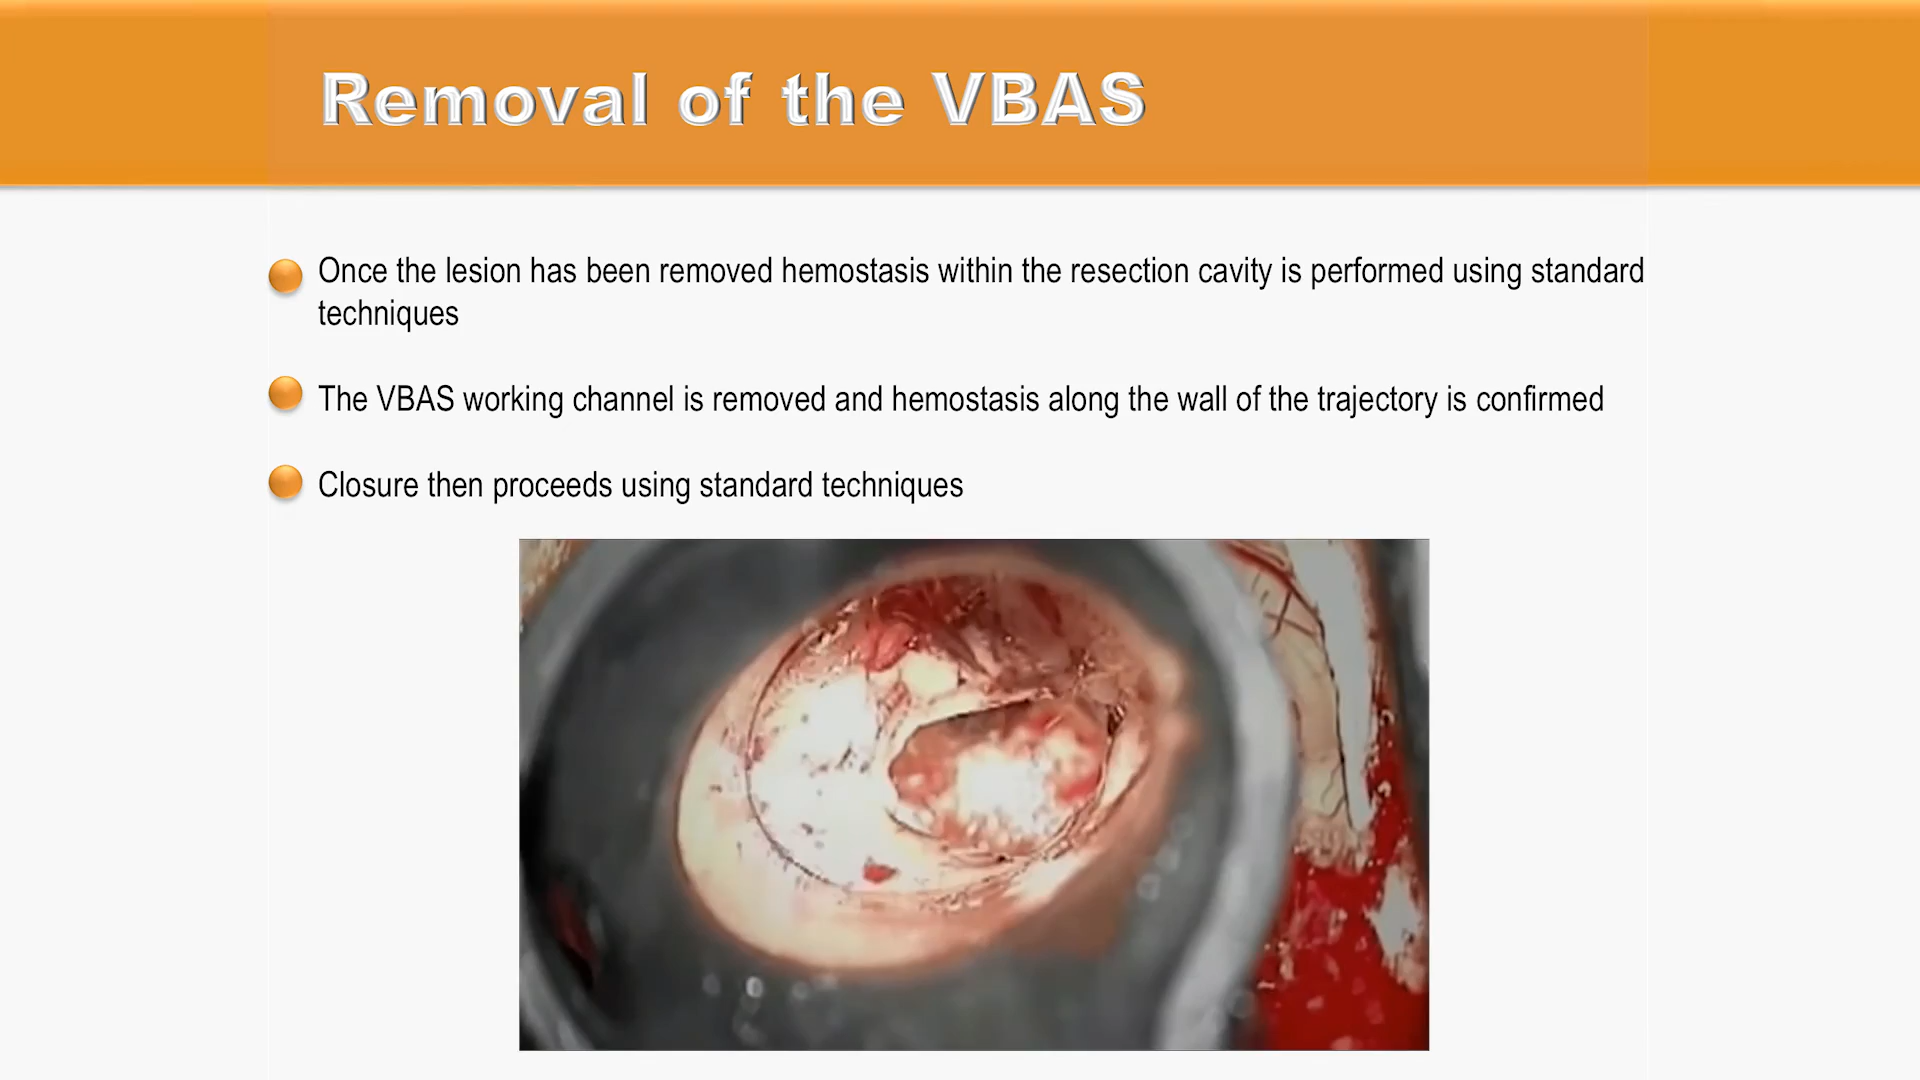 Removal of the VBAS
Once the lesion has been removed hemostasis within the resection cavity is performed using standard
techniques
The VBAS working channel is removed and hemostasis along the wall of the trajectory is confirmed
Closure then proceeds using standard techniques